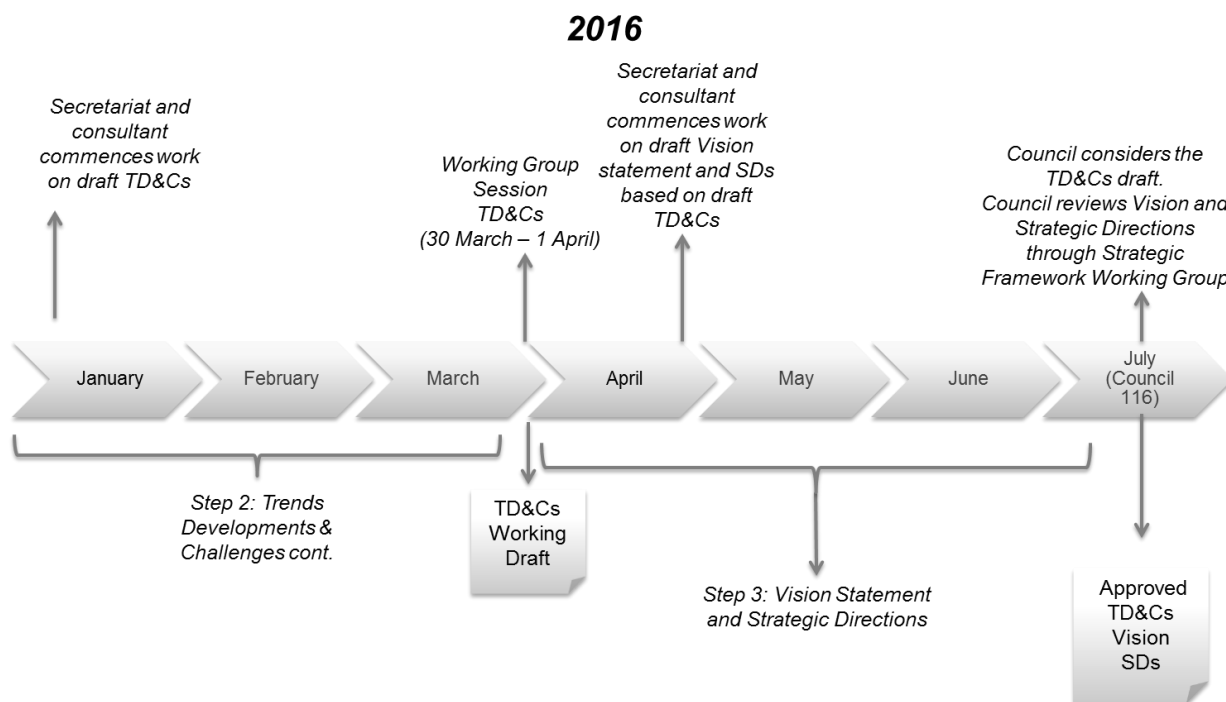 2016
Secretariat and
consultant
commences work
on draft TD&Cs
Working Group
Session
TD&Cs
(30 March – 1 April)
Secretariat and
consultant
commences work
on draft Vision
statement and SDs
based on draft
TD&Cs
Council considers the
TD&Cs draft.
Council reviews Vision and
Strategic Directions
through Strategic
Framework Working Group
January
February
March
April
May
June
July
(Council
116)
Step 2: Trends
Developments &
Challenges cont.
TD&Cs
Working
Draft
Step 3: Vision Statement
and Strategic Directions
Approved
TD&Cs
Vision
SDs